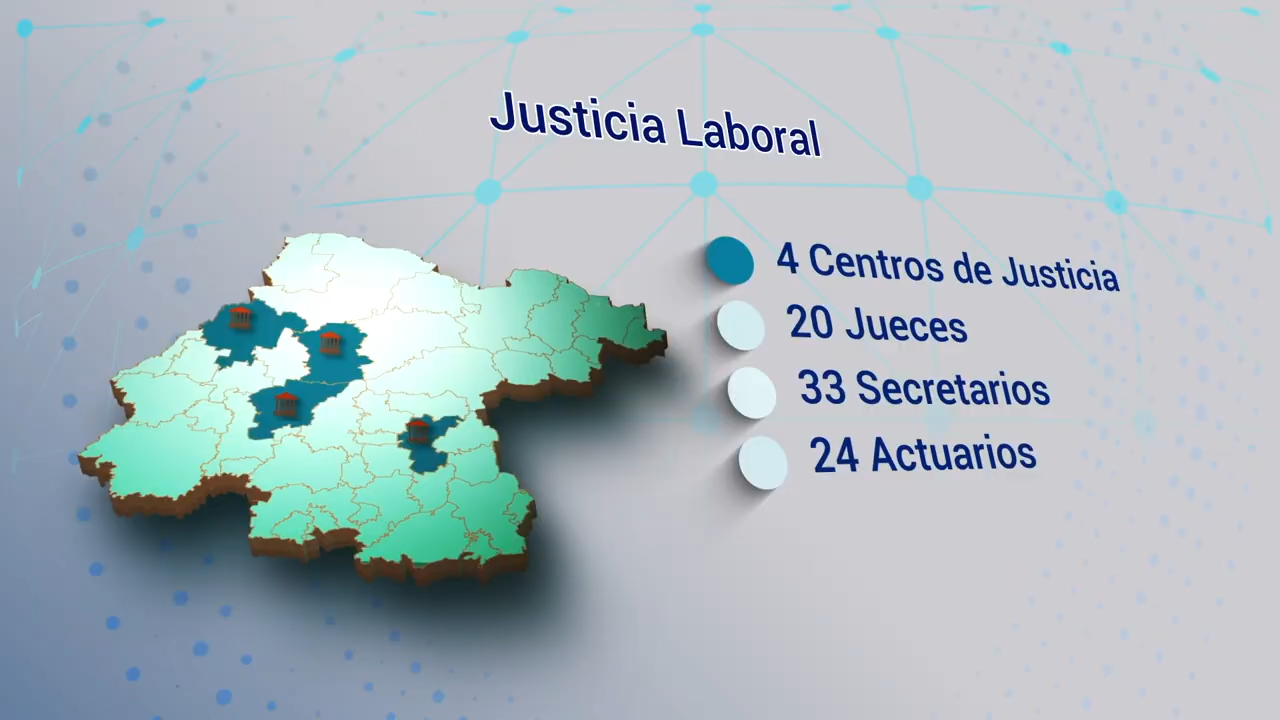 Justicia Laboral
4 Centros de Justicia
20 Jueces
33 Secretarios
24 Actuarios